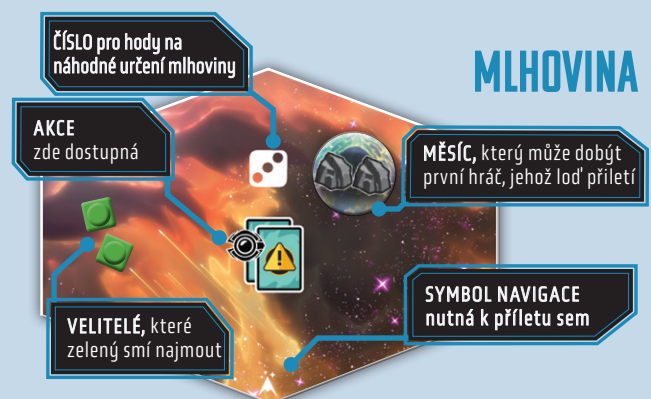 ČÍSLO pro hody na
náhodné určení mlhoviny
MLHOVINA
AKCE
zde dostupná
MĚSÍC, který může dobýt
první hráč, jehož loď přiletí
VELITELÉ, které
zelený smí najmout
SYMBOL NAVIGACE
nutná k příletu sem